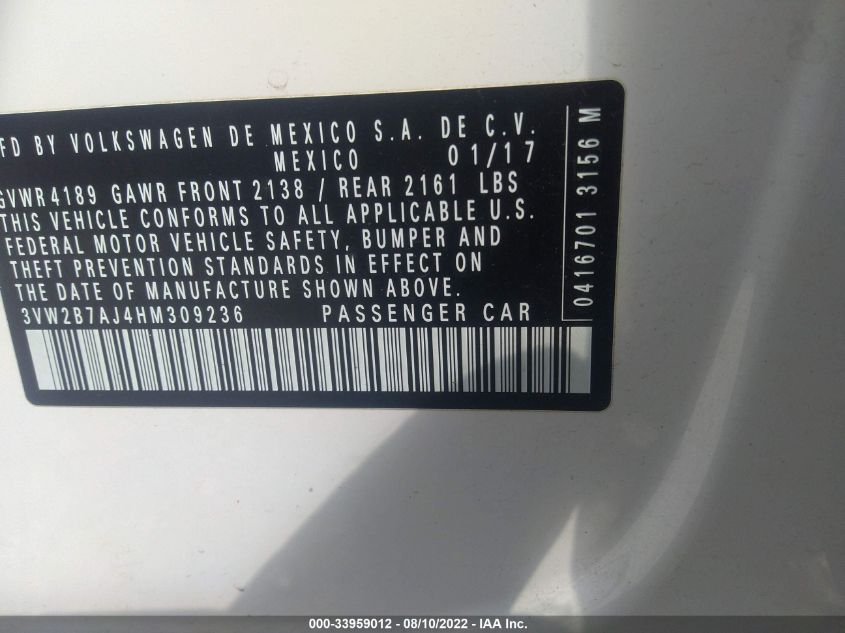 FD BY VOLKSWAGEN DE MEXICO S.A. DE C.V.
MEXICO 01/17
GVWR 4189 GAWR FRONT 2138 / REAR 2161 LBS
THIS VEHICLE CONFORMS TO ALL APPLICABLE U.S.
FEDERAL MOTOR VEHICLE SAFETY, BUMPER AND
THEFT PREVENTION STANDARDS IN EFFECT ON
THE DATE OF MANUFACTURE SHOWN ABOVE.
3VW2B7AJ4HM309236 PASSENGER CAR
0416701 3156 M
000-33959012 - 08/10/2022 - IAA Inc.